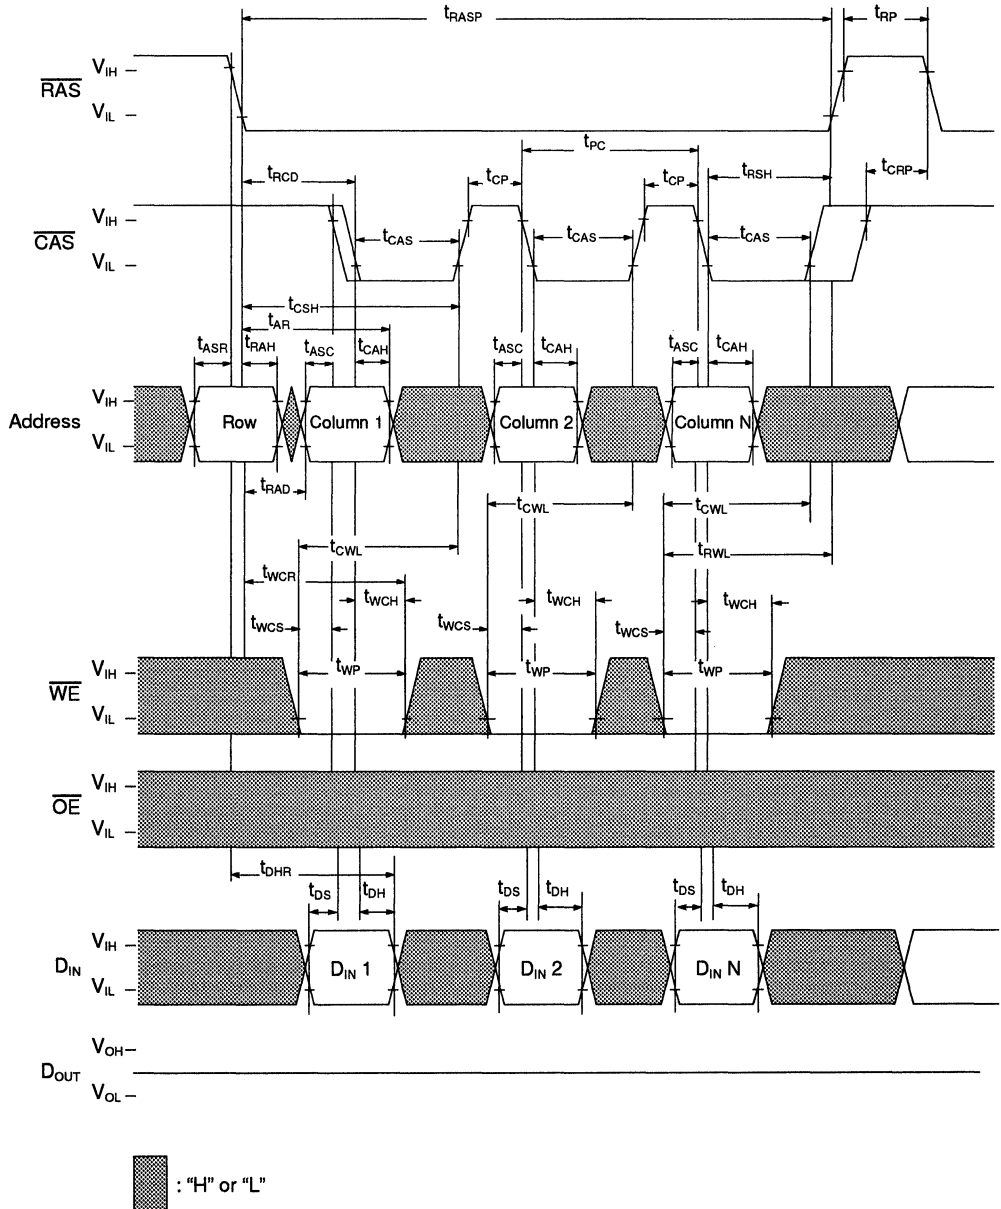 tRASP tRP
VIH
RAS
VIL
tPC
tRCD tCP tCP tRSH tCRP
VIH
CAS
VIL
tCAS tCAS tCAS
tCSH
tAR
tASR tRAH tASC tCAH tASC tCAH tASC tCAH
VIH
Address Row Column 1 Column 2 Column N
VIL
tRAD
tCWL tCWL
tCWL tRWL
tWCR
tWCH tWCH tWCH
tWCS tWCS tWCS
VIH
WE
VIL
tWP tWP tWP
VIH
OE
VIL
tDHR
tDS tDH tDS tDH tDS tDH
VIH
DIN DIN 1 DIN 2 DIN N
VIL
VOH
DOUT
VOL
: “H” or “L”